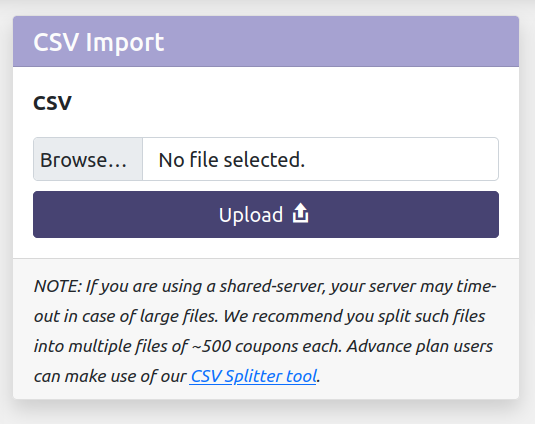 CSV Import
CSV
Browse... No file selected.
Upload
NOTE: If you are using a shared-server, your server may time-
out in case of large files. We recommend you split such files
into multiple files of ~500 coupons each. Advance plan users
can make use of our CSV Splitter tool.